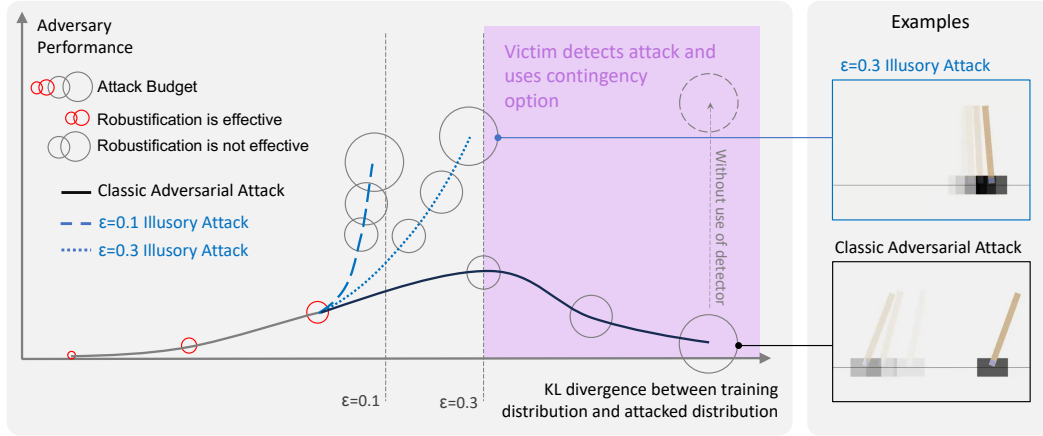 Adversary
Performance
Attack Budget
Robustification is effective
Robustification is not effective
Classic Adversarial Attack
ε=0.1 Illusory Attack
ε=0.3 Illusory Attack
Victim detects attack and
uses contingency
option
Without use of detector
ε=0.1
ε=0.3
KL divergence between training
distribution and attacked distribution
Examples
ε=0.3 Illusory Attack
Classic Adversarial Attack